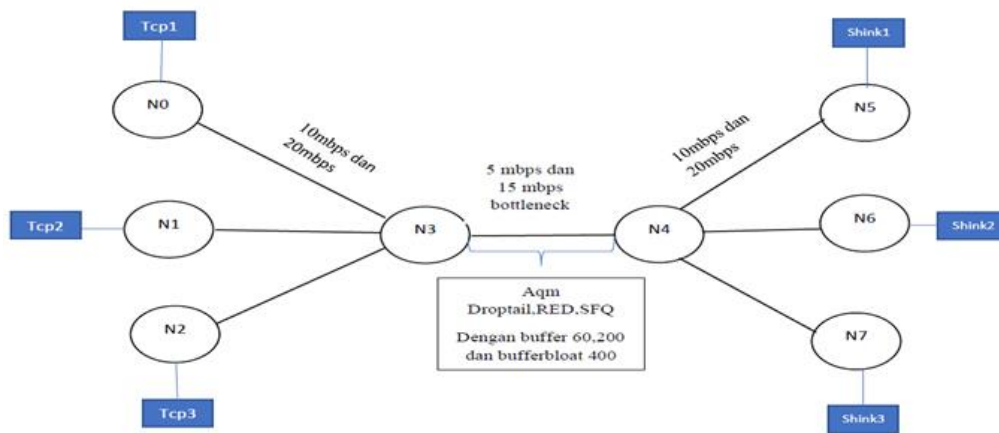 Tcp1
Shink1
N0
N5
10mbps dan
20mbps
10mbps dan
20mbps
5 mbps dan
15 mbps
bottleneck
Tcp2
N1
N3
N4
N6
Shink2
Aqm
Droptail,RED,SFQ
Dengan buffer 60,200
dan bufferbloat 400
N2
N7
Tcp3
Shink3